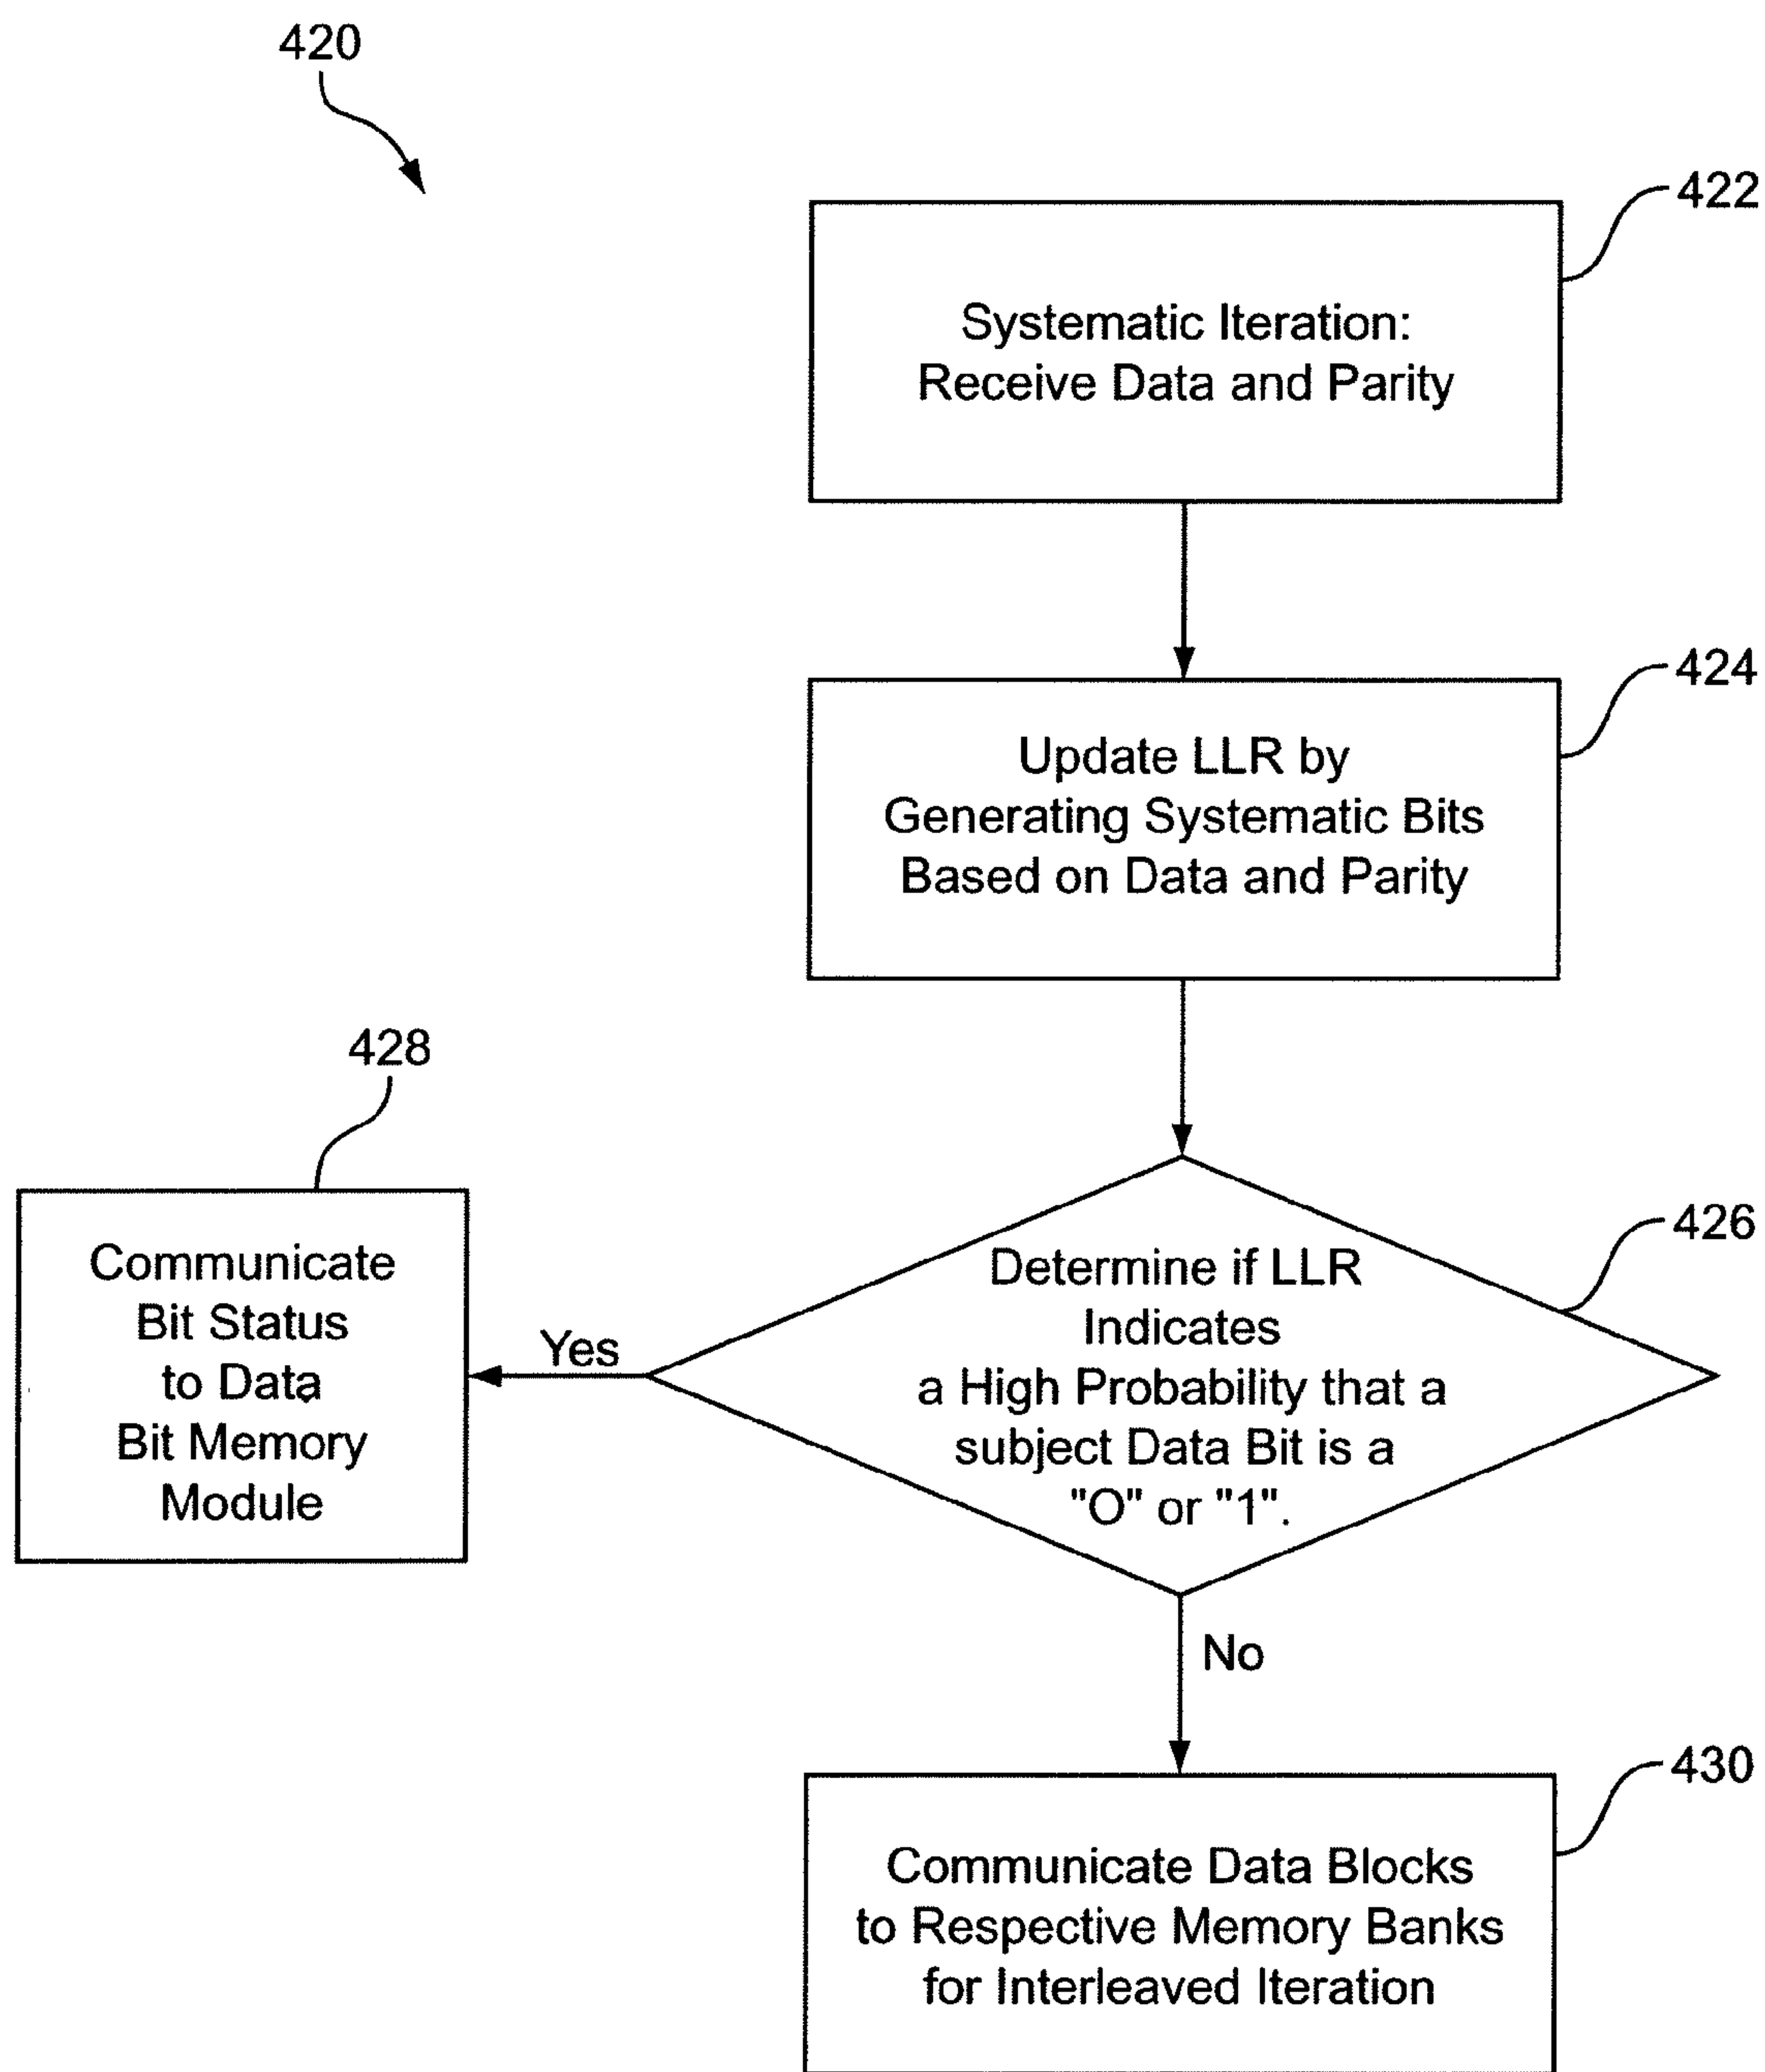 420
422
Systematic Iteration:
Receive Data and Parity
424
Update LLR by
Generating Systematic Bits
Based on Data and Parity
428
Communicate
Bit Status
to Data
Bit Memory
Module
Yes
426
Determine if LLR
Indicates
a High Probability that a
subject Data Bit is a
"O" or "1".
No
430
Communicate Data Blocks
to Respective Memory Banks
for Interleaved Iteration